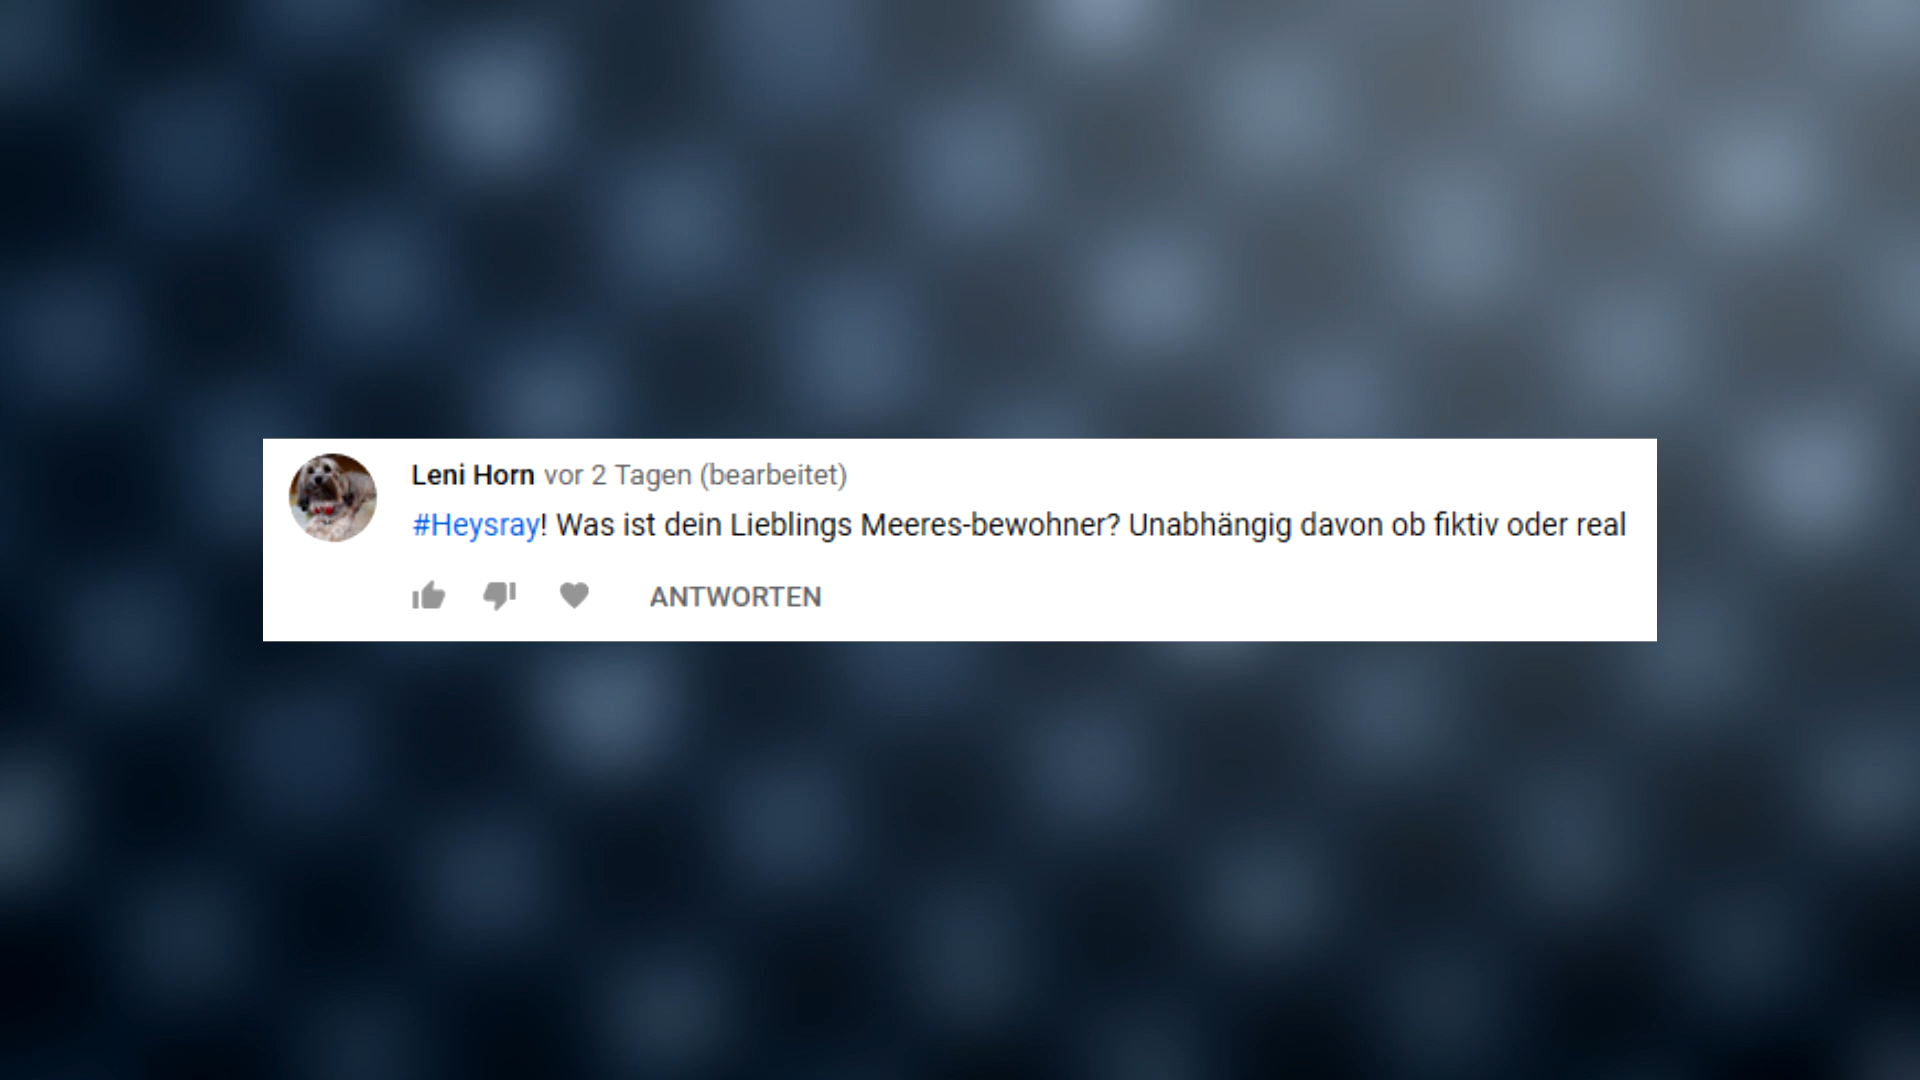 Leni Horn vor 2 Tagen (bearbeitet)
#Heysray! Was ist dein Lieblings Meeres-bewohner? Unabhängig davon ob fiktiv oder real
ANTWORTEN